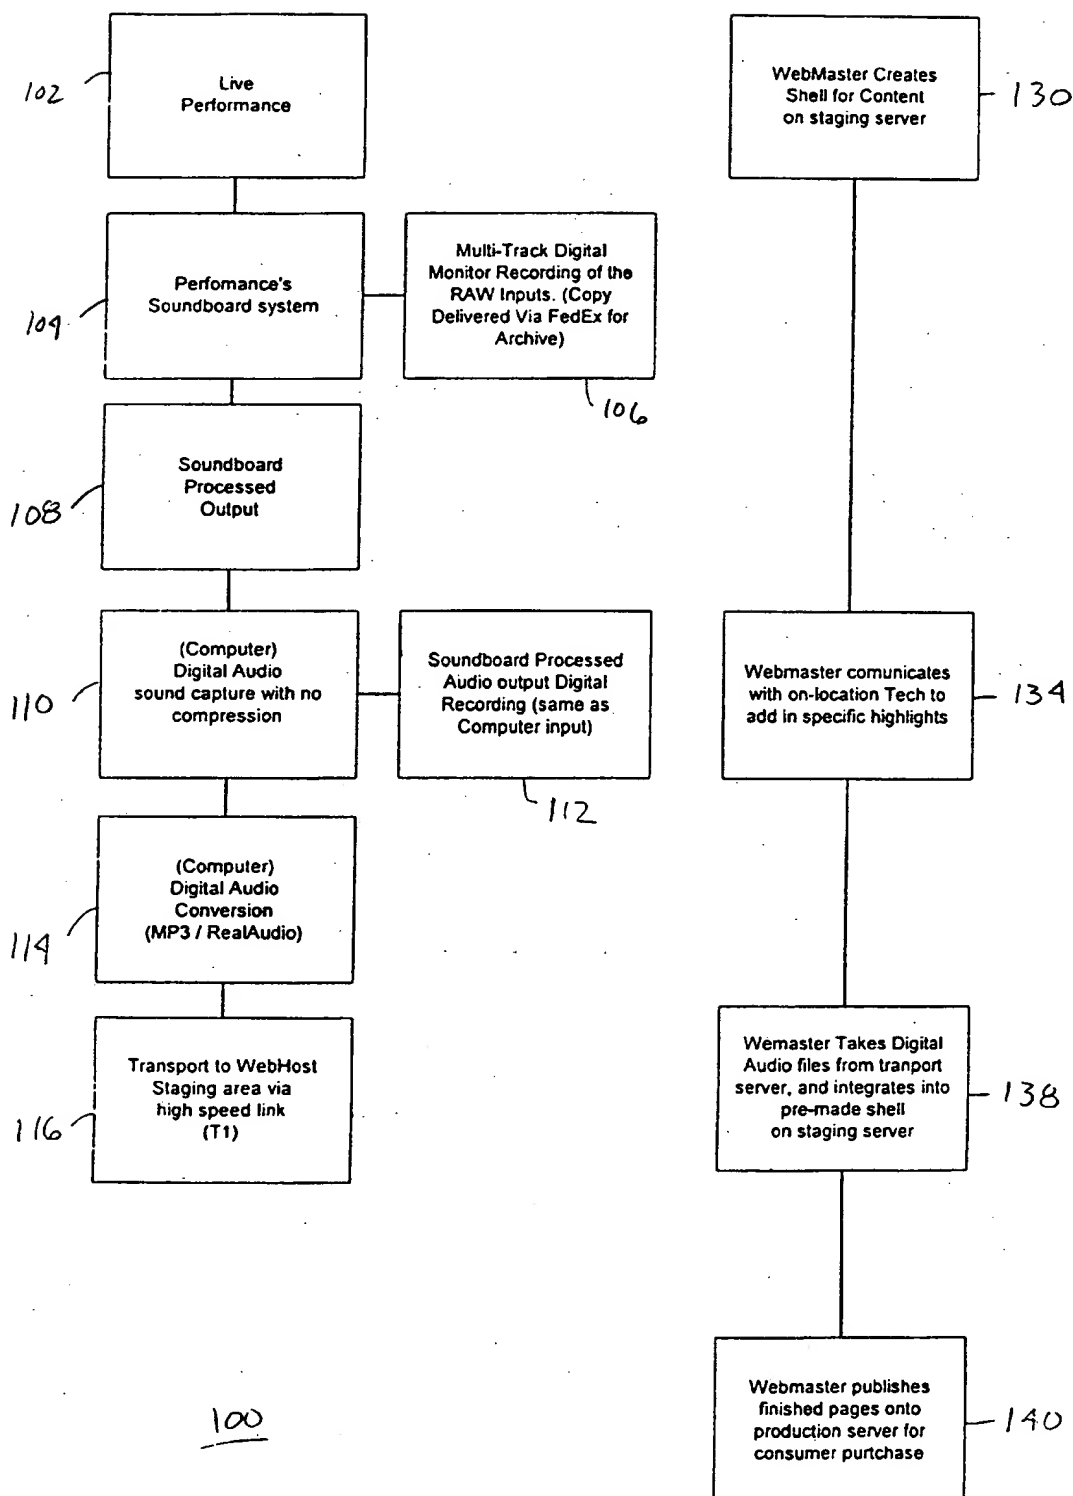 102
Live
Performance
104
Perfomance's
Soundboard system
Multi-Track Digital
Monitor Recording of the
RAW Inputs. (Copy
Delivered Via FedEx for
Archive)
106
108
Soundboard
Processed
Output
110
(Computer)
Digital Audio
sound capture with no
compression
Soundboard Processed
Audio output Digital
Recording (same as
Computer input)
112
114
(Computer)
Digital Audio
Conversion
(MP3 / RealAudio)
116
Transport to WebHost
Staging area via
high speed link
(T1)
100
WebMaster Creates
Shell for Content
on staging server
130
Webmaster comunicates
with on-location Tech to
add in specific highlights
134
Wemaster Takes Digital
Audio files from tranport
server, and integrates into
pre-made shell
on staging server
138
Webmaster publishes
finished pages onto
production server for
consumer purtchase
140